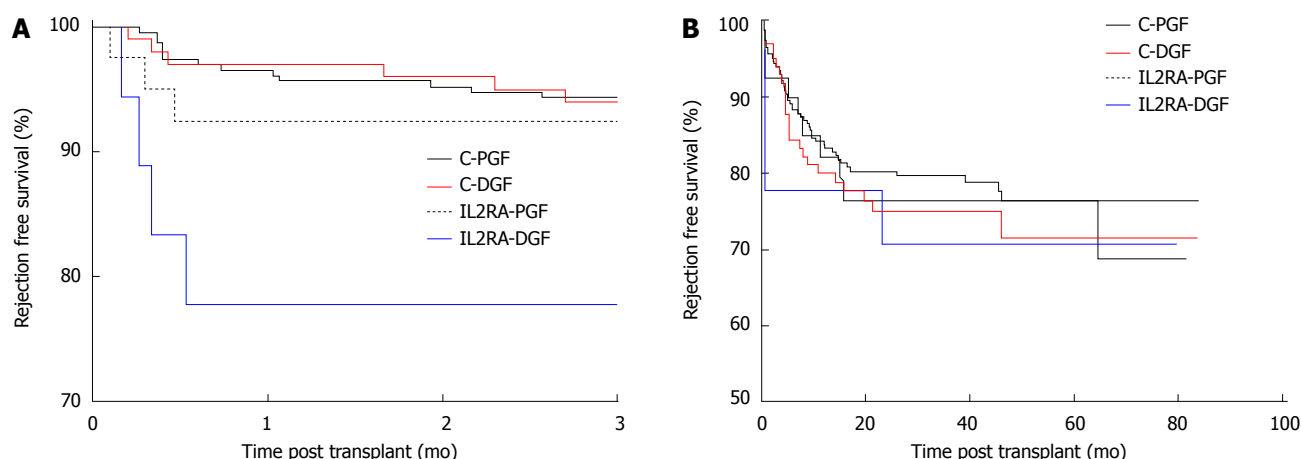 A
100
90
80
70
Rejection free survival (%)
C-PGF
C-DGF
IL2RA-PGF
IL2RA-DGF
0
1
2
3
Time post transplant (mo)
B
100
90
80
70
60
50
Rejection free survival (%)
C-PGF
C-DGF
IL2RA-PGF
IL2RA-DGF
0
20
40
60
80
100
Time post transplant (mo)